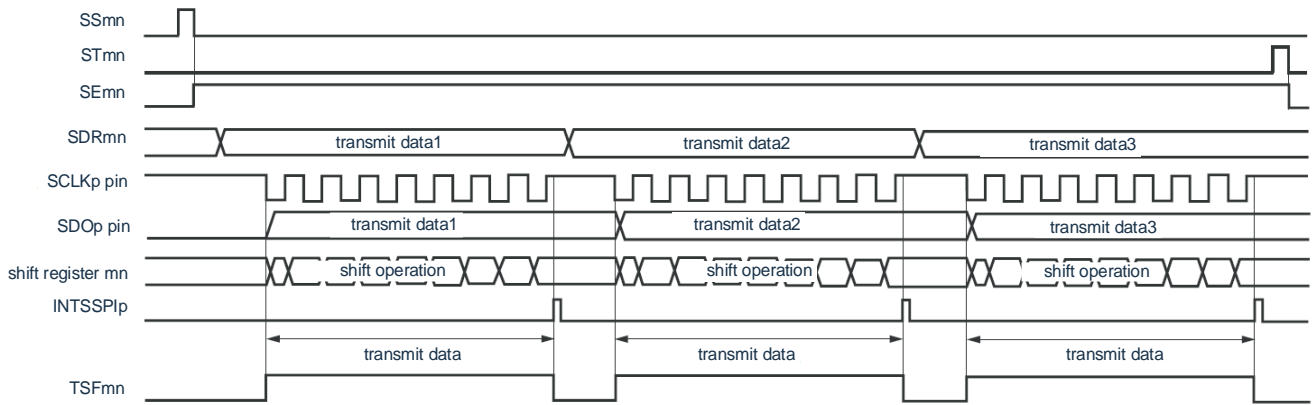 SSmn
STmn
SEmn
SDRmn transmit data1 transmit data2 transmit data3
SCLKp pin
SDOp pin transmit data1 transmit data2 transmit data3
shift register mn shift operation shift operation shift operation
INTSSPIp
transmit data transmit data transmit data
TSFmn